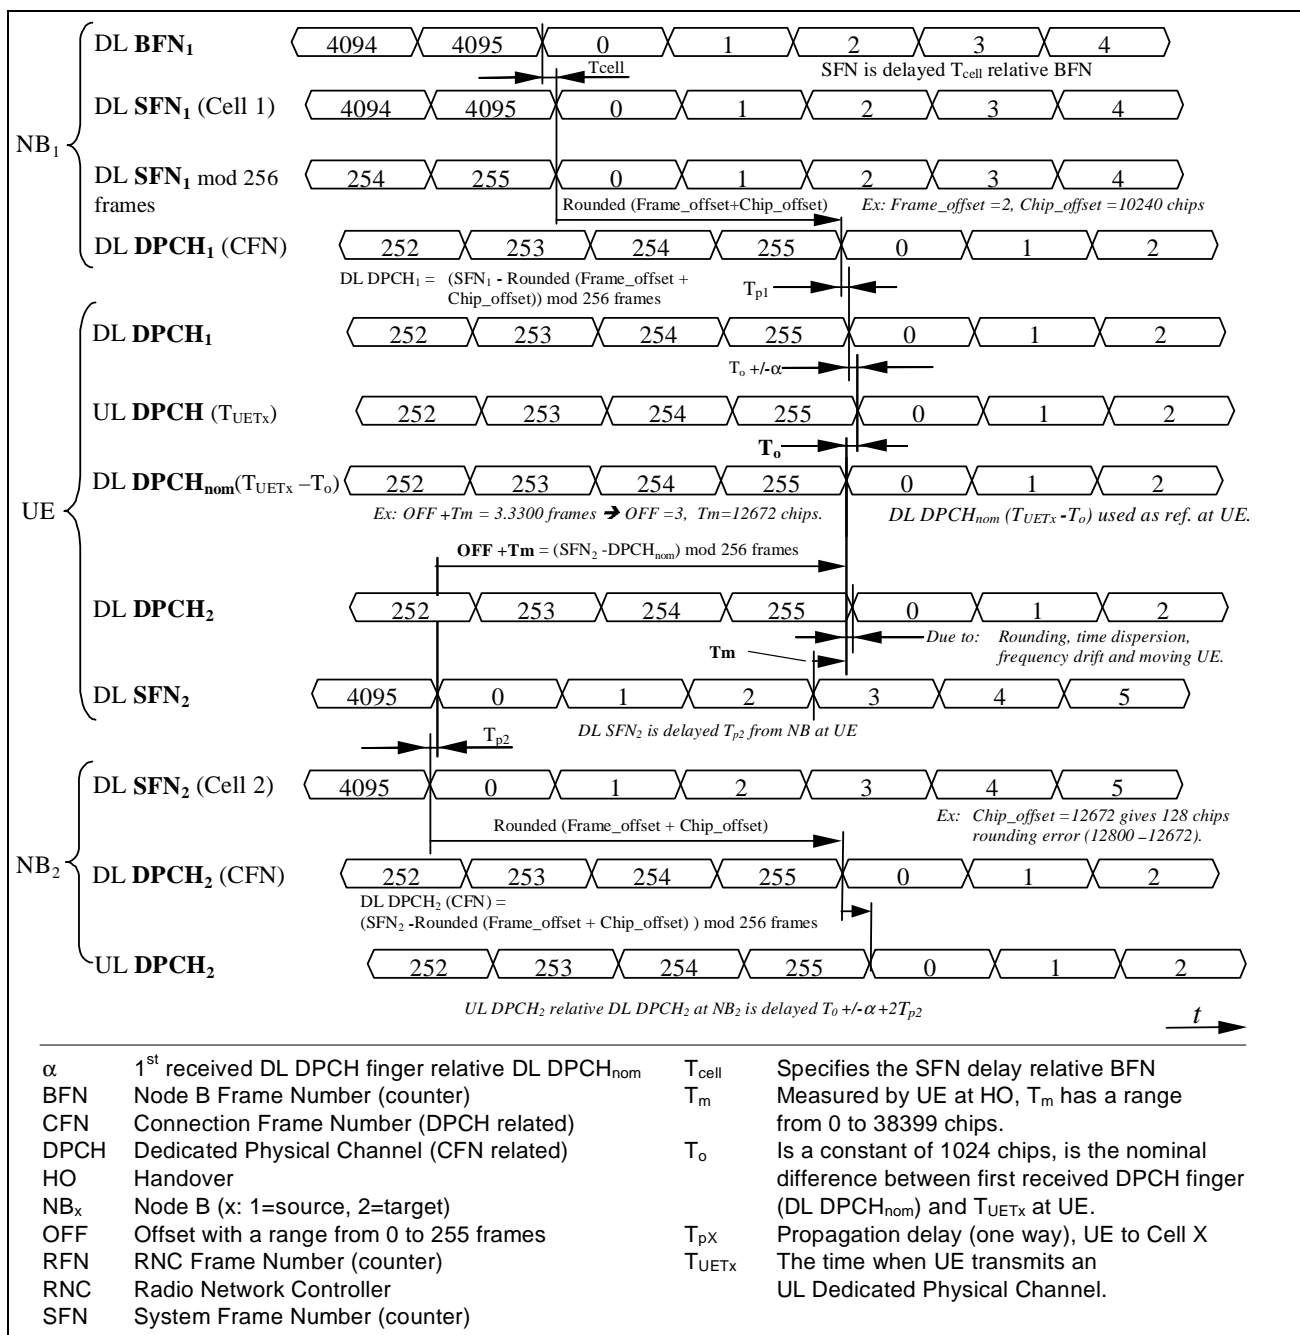 DL BFN1 4094 4095 0 1 2 3 4
Tcell SFN is delayed Tcell relative BFN
DL SFN1 (Cell 1) 4094 4095 0 1 2 3 4
NB1
DL SFN1 mod 256 254 255 0 1 2 3 4
frames
Rounded (Frame_offset+Chip_offset) Ex: Frame_offset =2, Chip_offset =10240 chips
DL DPCH1 (CFN) 252 253 254 255 0 1 2
DL DPCH1 = (SFN1 - Rounded (Frame_offset +
Chip_offset)) mod 256 frames
Tp1
DL DPCH1 252 253 254 255 0 1 2
To +/-α
UL DPCH (TUETx) 252 253 254 255 0 1 2
To
DL DPCHnom(TUETx –To) 252 253 254 255 0 1 2
UE
Ex: OFF +Tm = 3.3300 frames ➔ OFF =3, Tm=12672 chips.
DL DPCHnom (TUETx -To) used as ref. at UE.
OFF +Tm = (SFN2 -DPCHnom) mod 256 frames
DL DPCH2 252 253 254 255 0 1 2
Due to: Rounding, time dispersion,
frequency drift and moving UE.
Tm
DL SFN2 4095 0 1 2 3 4 5
DL SFN2 is delayed Tp2 from NB at UE
Tp2
DL SFN2 (Cell 2) 4095 0 1 2 3 4 5
Ex: Chip_offset =12672 gives 128 chips
rounding error (12800 –12672).
Rounded (Frame_offset + Chip_offset)
NB2
DL DPCH2 (CFN) 252 253 254 255 0 1 2
DL DPCH2 (CFN) =
(SFN2 -Rounded (Frame_offset + Chip_offset) ) mod 256 frames
UL DPCH2 252 253 254 255 0 1 2
UL DPCH2 relative DL DPCH2 at NB2 is delayed T0 +/-α +2Tp2
t
α 1st received DL DPCH finger relative DL DPCHnom
BFN Node B Frame Number (counter)
CFN Connection Frame Number (DPCH related)
DPCH Dedicated Physical Channel (CFN related)
HO Handover
NBx Node B (x: 1=source, 2=target)
OFF Offset with a range from 0 to 255 frames
RFN RNC Frame Number (counter)
RNC Radio Network Controller
SFN System Frame Number (counter)
Tcell Specifies the SFN delay relative BFN
Tm Measured by UE at HO, Tm has a range
from 0 to 38399 chips.
To Is a constant of 1024 chips, is the nominal
difference between first received DPCH finger
(DL DPCHnom) and TUETx at UE.
TpX Propagation delay (one way), UE to Cell X
TUETx The time when UE transmits an
UL Dedicated Physical Channel.